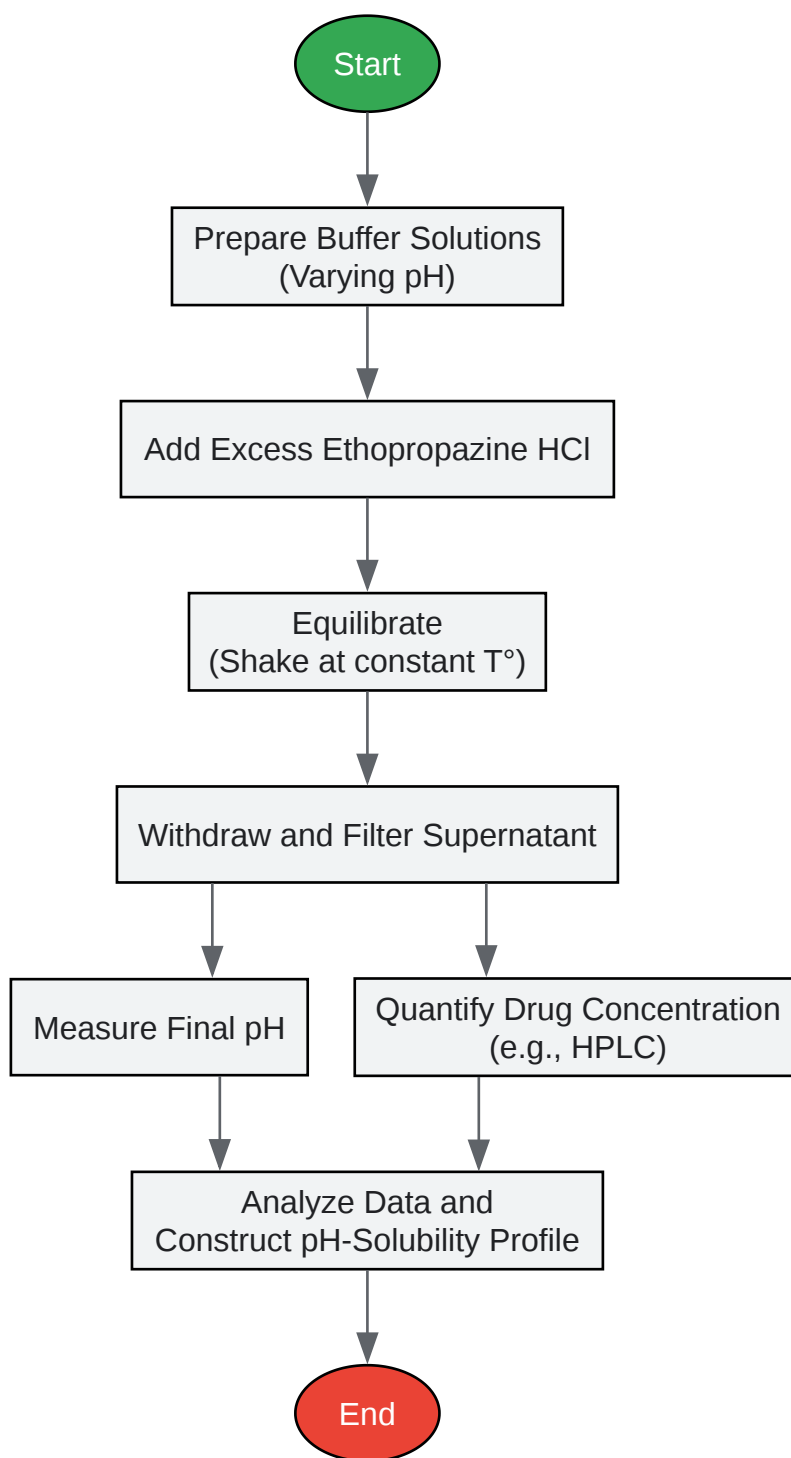 Start
Prepare Buffer Solutions
(Varying pH)
Add Excess Ethopropazine HCl
Equilibrate
(Shake at constant T°)
Withdraw and Filter Supernatant
Measure Final pH
Quantify Drug Concentration
(e.g., HPLC)
Analyze Data and
Construct pH-Solubility Profile
End